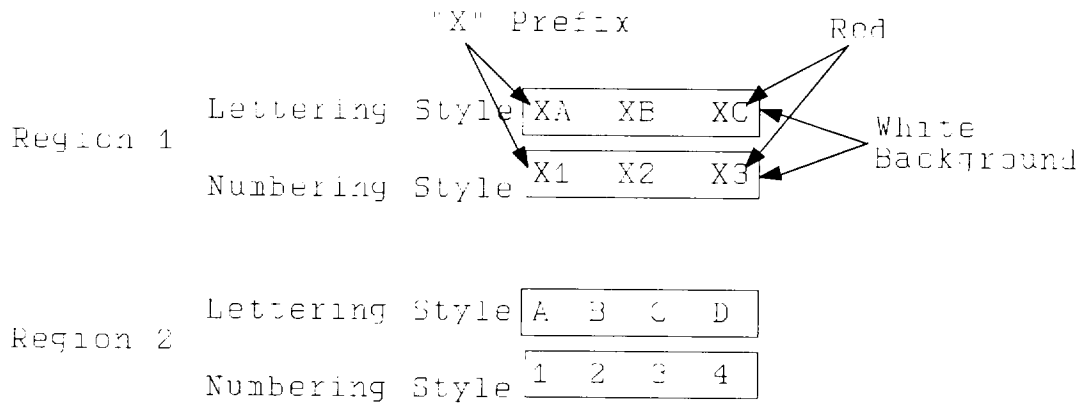 "X" Prefix
Red
Lettering Style XA XB XC
Region 1
White
Background
Numbering Style X1 X2 X3
Lettering Style A B C D
Region 2
Numbering Style 1 2 3 4